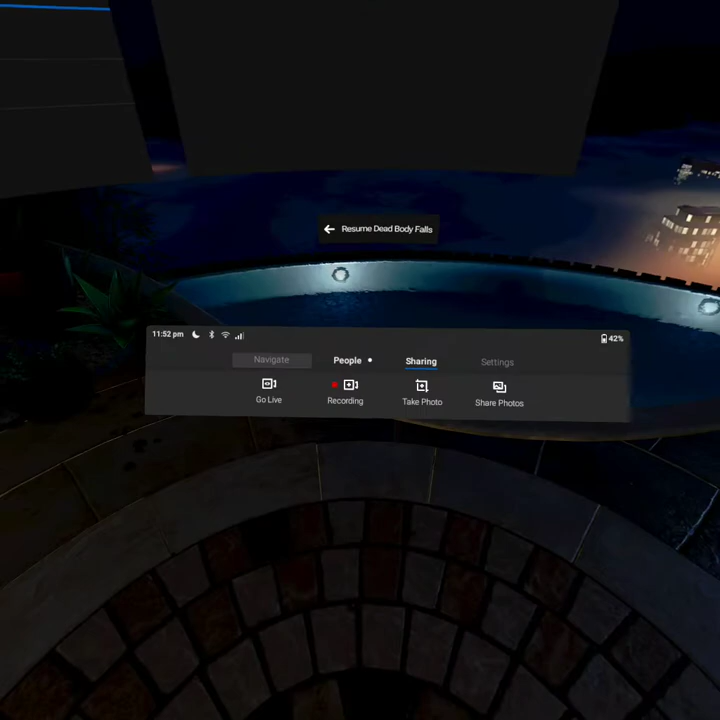 Resume Dead Body Falls
11:52 pm
42%
Navigate
People
Sharing
Settings
Go Live
Recording
Take Photo
Share Photos